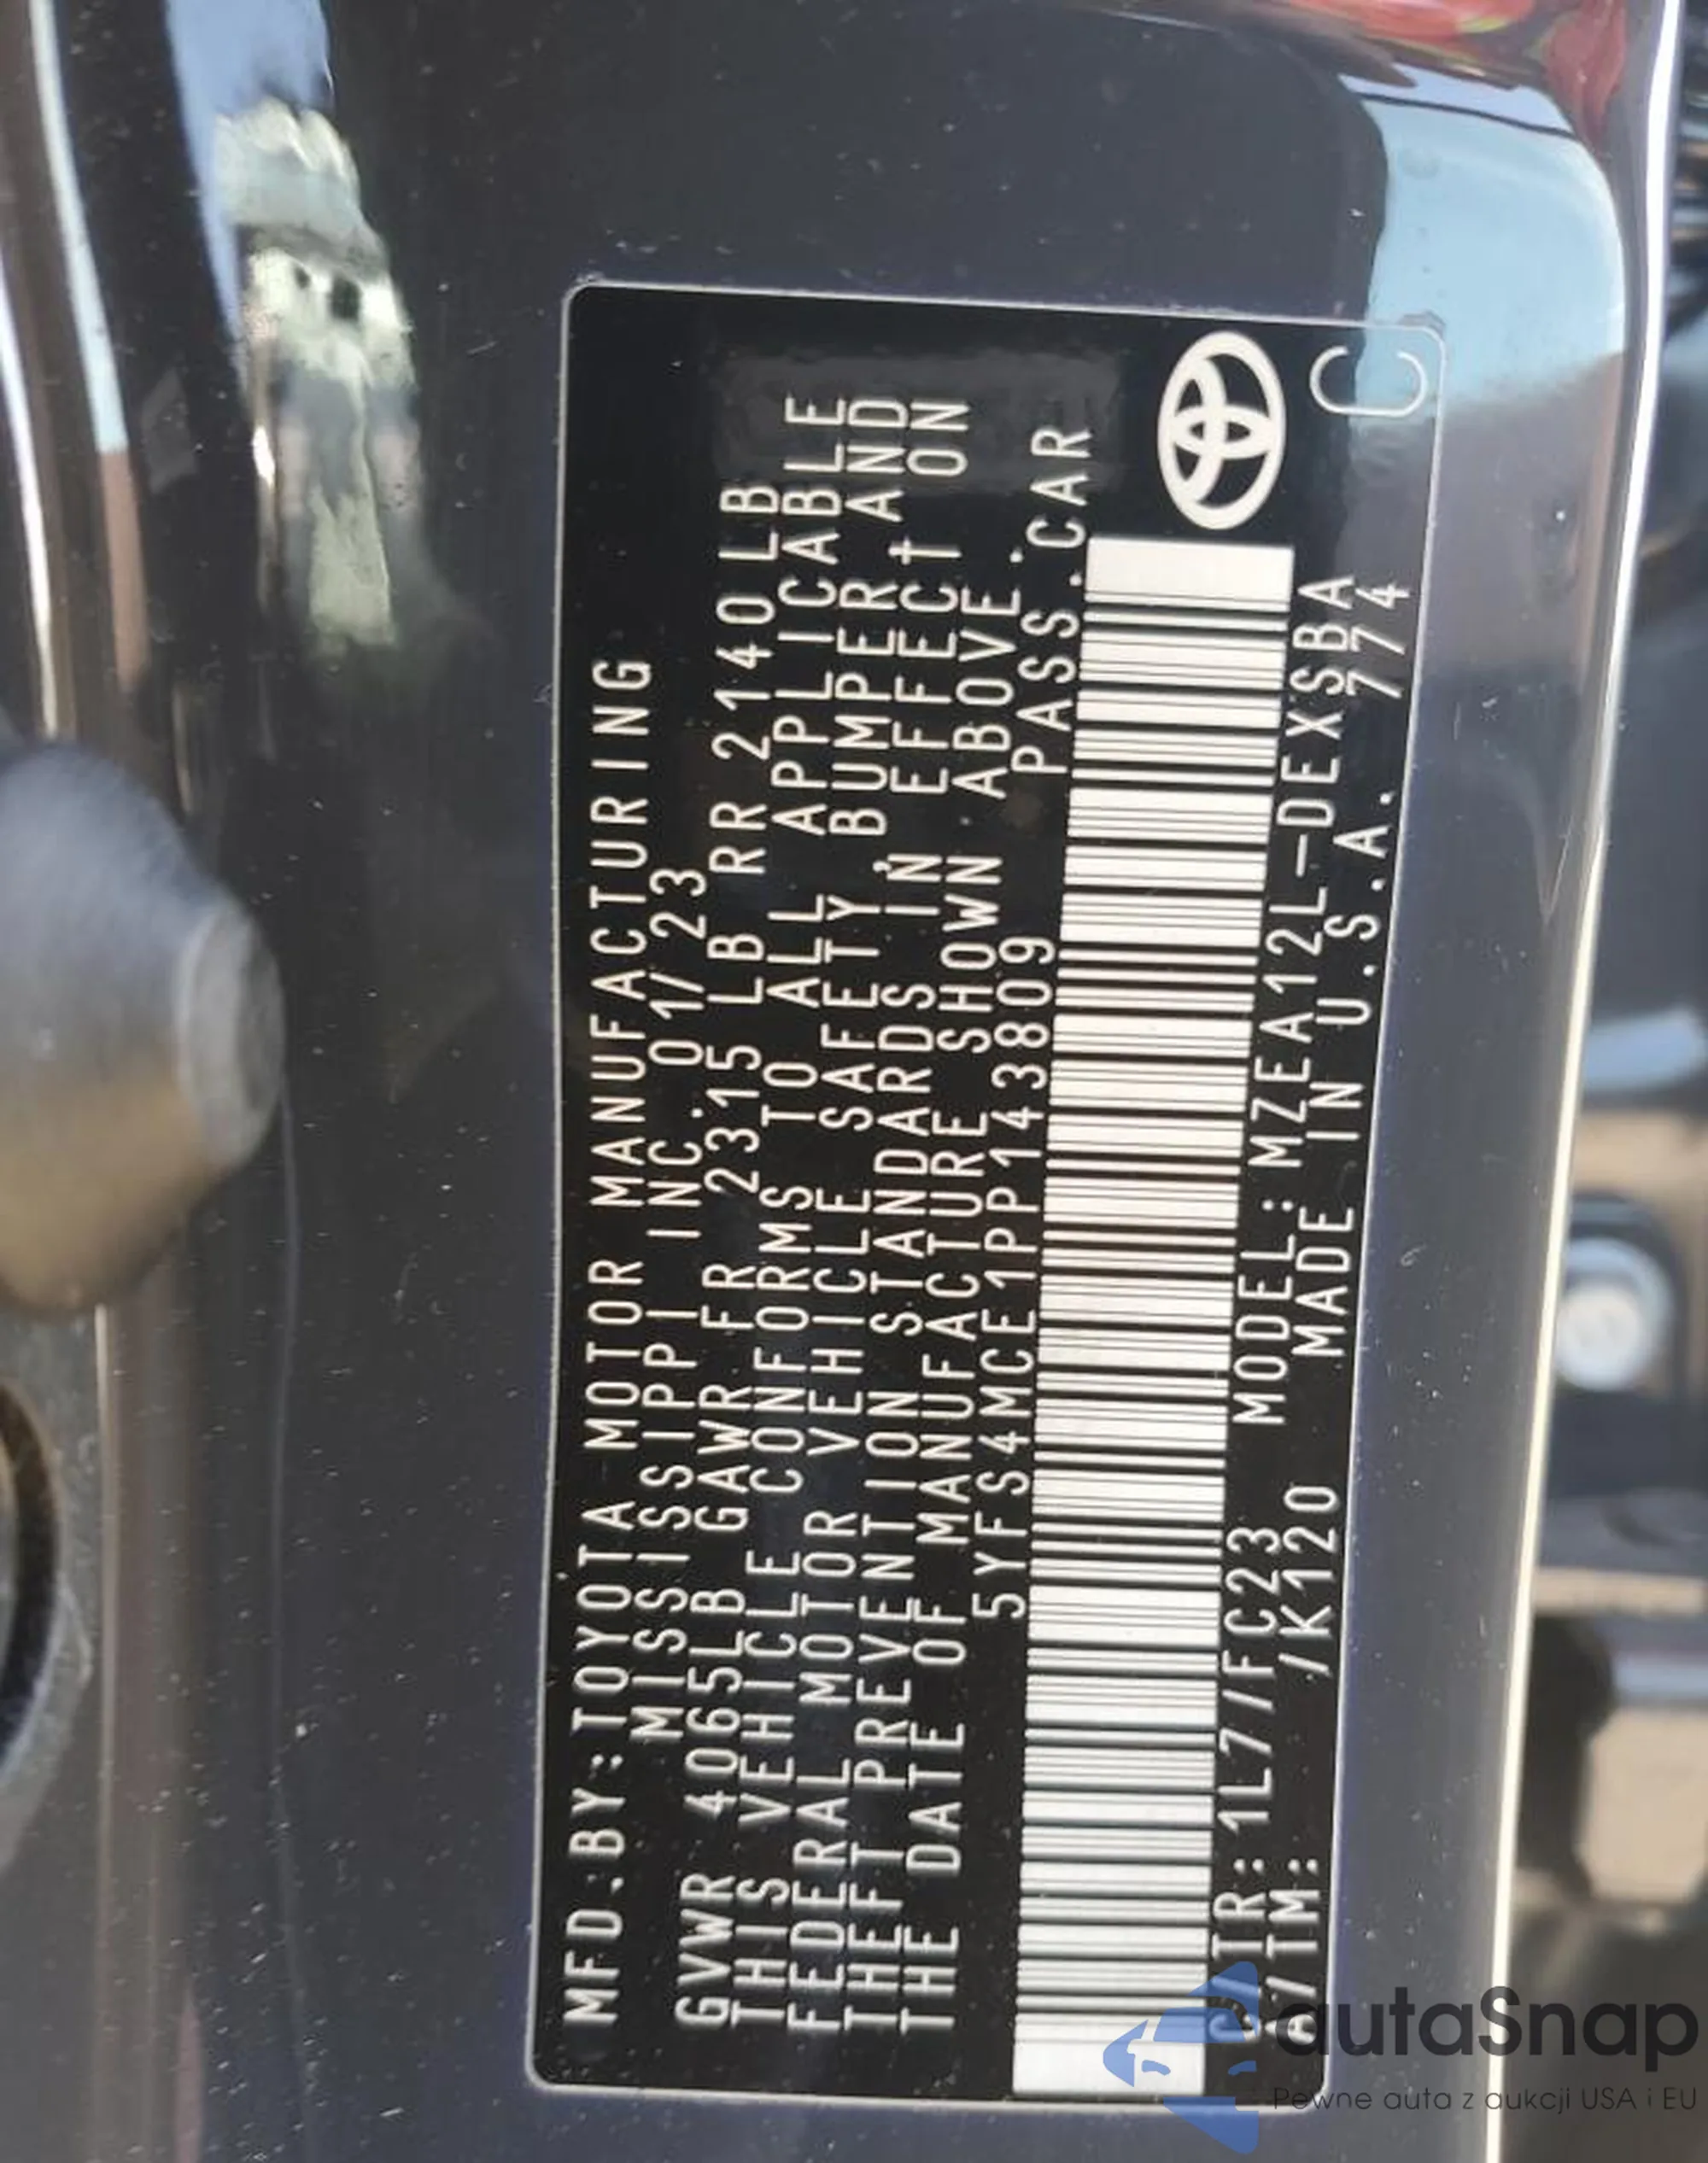 MFD.BY:TOYOTA MOTOR MANUFACTURING
MISSISSIPPI INC. 01/23
GVWR 4065LB GAWR FR 2315 LB RR 2140LB
THIS VEHICLE CONFORMS TO ALL APPLICABLE
FEDERAL MOTOR VEHICLE SAFETY, BUMPER AND
THEFT PREVENTION STANDARDS IN EFFECT ON
THE DATE OF MANUFACTURE SHOWN ABOVE.
5YFS4MCE1PP143809 PASS.CAR
C/TR: 1L7/FC23 MODEL: MZEA12L-DEXSBA
A/TM: /K120 MADE IN U.S.A. 774
C
autaSnap
Pewne auta z aukcji USA i EU